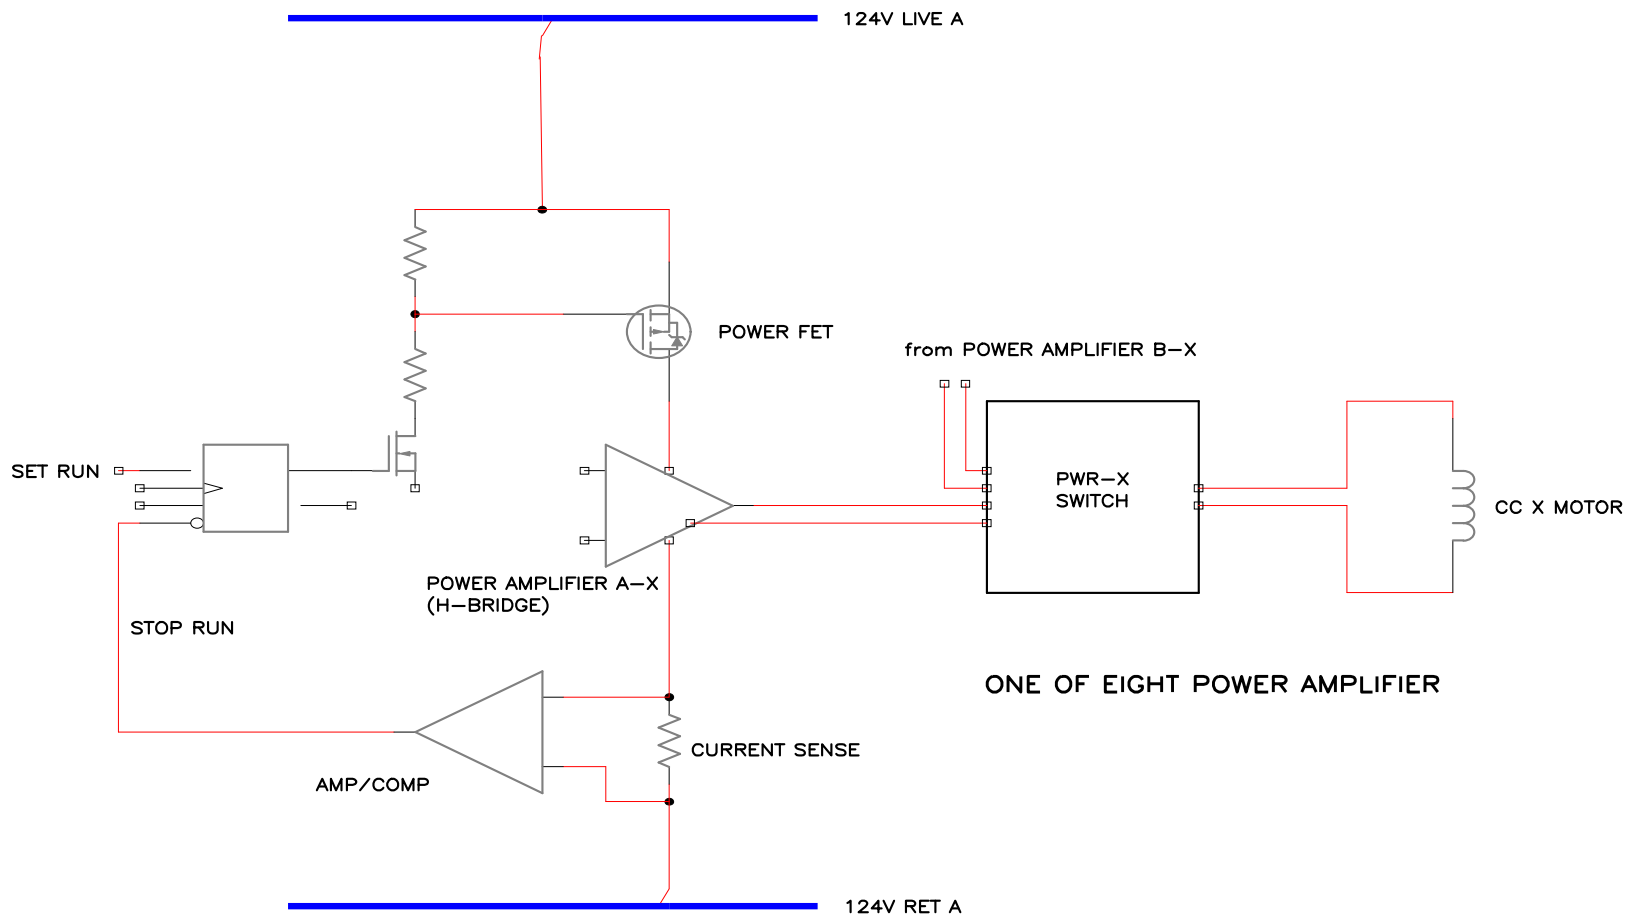 124V LIVE A
POWER FET
from POWER AMPLIFIER B-X
SET RUN
PWR-X
SWITCH
CC X MOTOR
POWER AMPLIFIER A-X
(H-BRIDGE)
STOP RUN
ONE OF EIGHT POWER AMPLIFIER
CURRENT SENSE
AMP/COMP
124V RET A